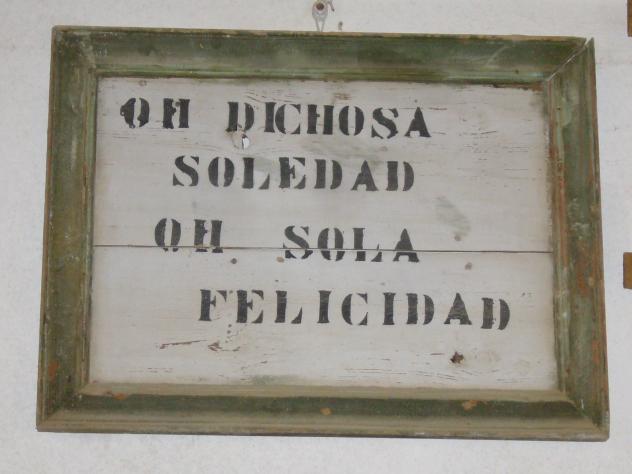 OH DICHOSA
SOLEDAD
OH SOLA
FELICIDAD